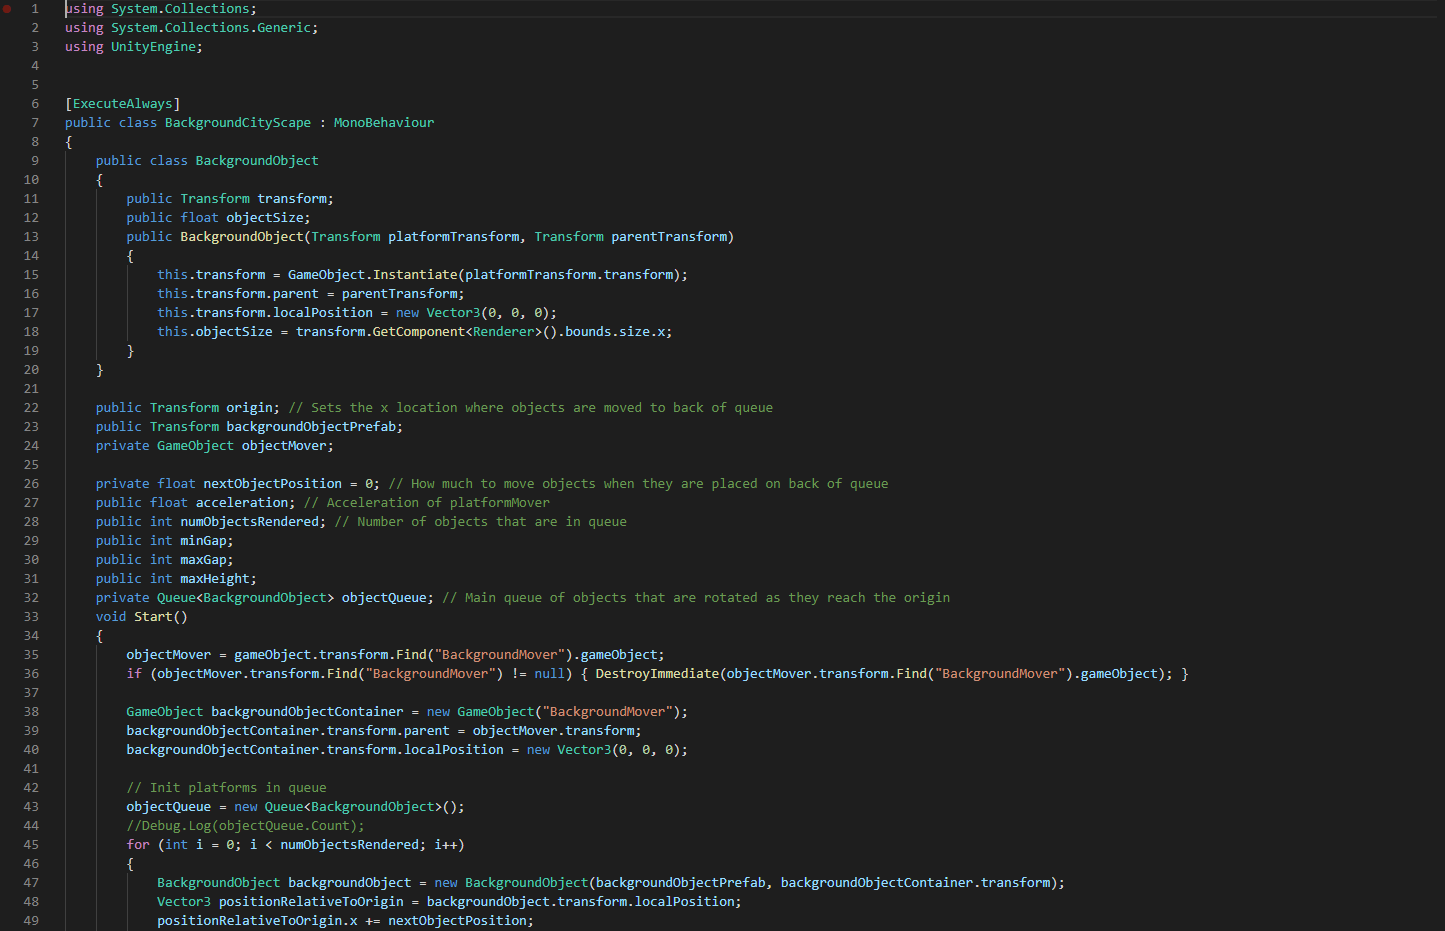 1 using System.Collections;
2 using System.Collections.Generic;
3 using UnityEngine;
4
5
6 [ExecuteAlways]
7 public class BackgroundCityScape : MonoBehaviour
8 {
9     public class BackgroundObject
10     {
11         public Transform transform;
12         public float objectSize;
13         public BackgroundObject(Transform platformTransform, Transform parentTransform)
14         {
15             this.transform = GameObject.Instantiate(platformTransform.transform);
16             this.transform.parent = parentTransform;
17             this.transform.localPosition = new Vector3(0, 0, 0);
18             this.objectSize = transform.GetComponent<Renderer>().bounds.size.x;
19         }
20     }
21
22     public Transform origin; // Sets the x location where objects are moved to back of queue
23     public Transform backgroundObjectPrefab;
24     private GameObject objectMover;
25
26     private float nextObjectPosition = 0; // How much to move objects when they are placed on back of queue
27     public float acceleration; // Acceleration of platformMover
28     public int numObjectsRendered; // Number of objects that are in queue
29     public int minGap;
30     public int maxGap;
31     public int maxHeight;
32     private Queue<BackgroundObject> objectQueue; // Main queue of objects that are rotated as they reach the origin
33     void Start()
34     {
35         objectMover = gameObject.transform.Find("BackgroundMover").gameObject;
36         if (objectMover.transform.Find("BackgroundMover") != null) { DestroyImmediate(objectMover.transform.Find("BackgroundMover").gameObject); }
37
38         GameObject backgroundObjectContainer = new GameObject("BackgroundMover");
39         backgroundObjectContainer.transform.parent = objectMover.transform;
40         backgroundObjectContainer.transform.localPosition = new Vector3(0, 0, 0);
41
42         // Init platforms in queue
43         objectQueue = new Queue<BackgroundObject>();
44         //Debug.Log(objectQueue.Count);
45         for (int i = 0; i < numObjectsRendered; i++)
46         {
47             BackgroundObject backgroundObject = new BackgroundObject(backgroundObjectPrefab, backgroundObjectContainer.transform);
48             Vector3 positionRelativeToOrigin = backgroundObject.transform.localPosition;
49             positionRelativeToOrigin.x += nextObjectPosition;